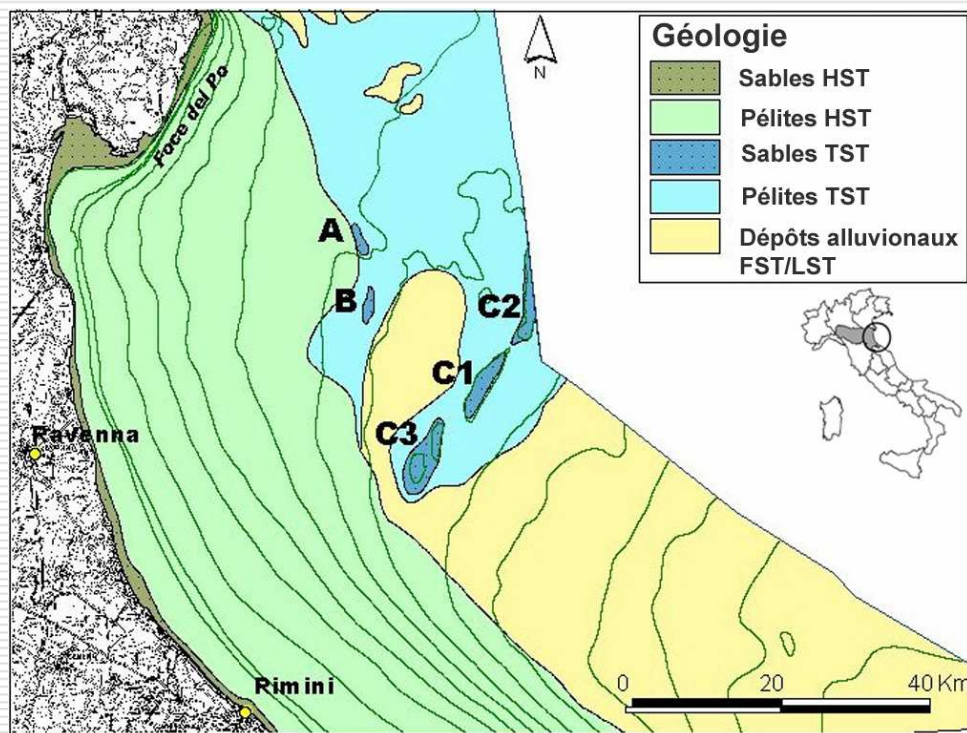 Géologie
Sables HST
Pélites HST
Sables TST
Pélites TST
Dépôts alluvionaux
FST/LST
N
Foce del Po
A
B
C2
C1
C3
Ravenna
Rimini
0 20 40 Km